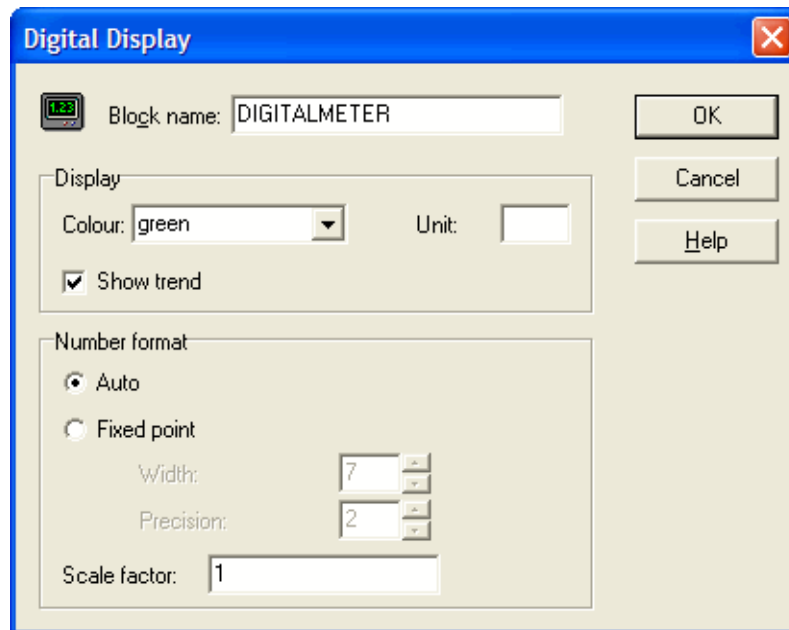 Digital Display
1.23
Block name: DIGITALMETER
OK
Display
Cancel
Colour: green Unit:
Help
Show trend
Number format
Auto
Fixed point
Width: 7
Precision: 2
Scale factor: 1